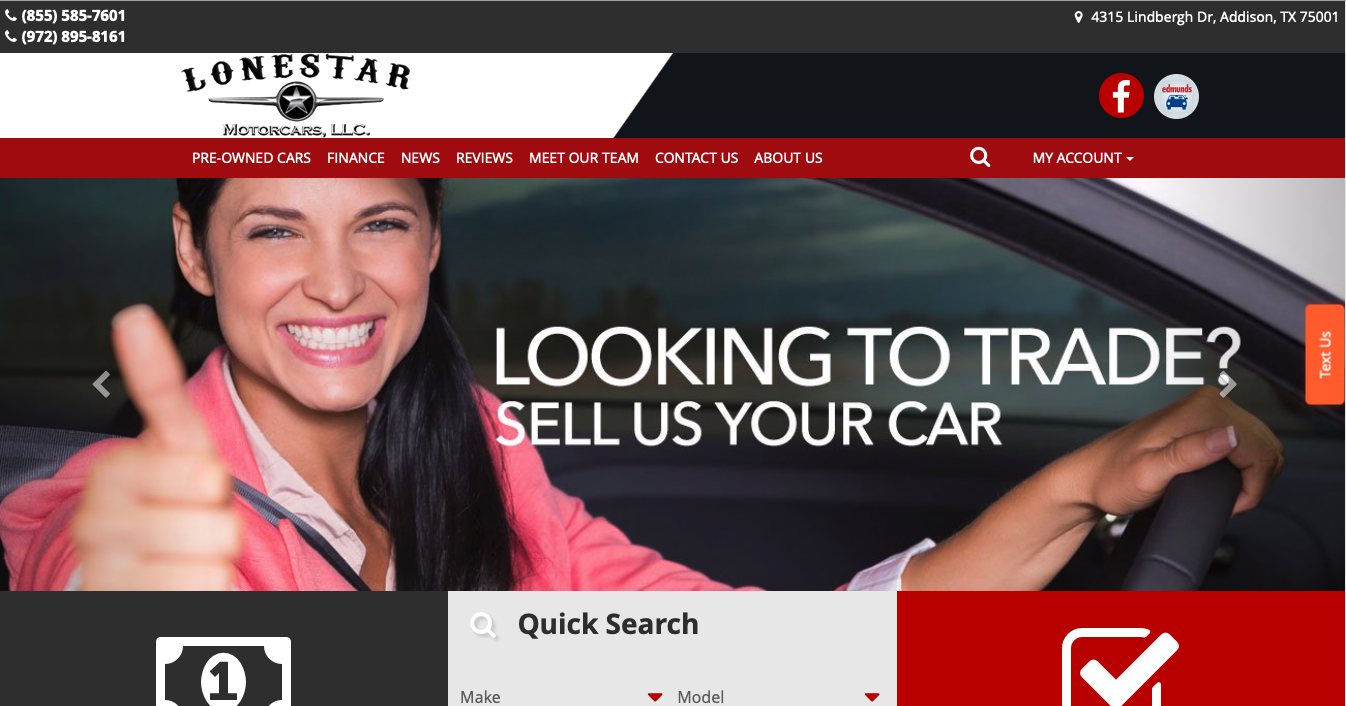 (855) 585-7601
(972) 895-8161
4315 Lindbergh Dr, Addison, TX 75001
LONESTAR
MOTORCARS, LLC.
edmunds
PRE-OWNED CARS FINANCE NEWS REVIEWS MEET OUR TEAM CONTACT US ABOUT US MY ACCOUNT
LOOKING TO TRADE?
SELL US YOUR CAR
Text Us
Quick Search
1
Make Model